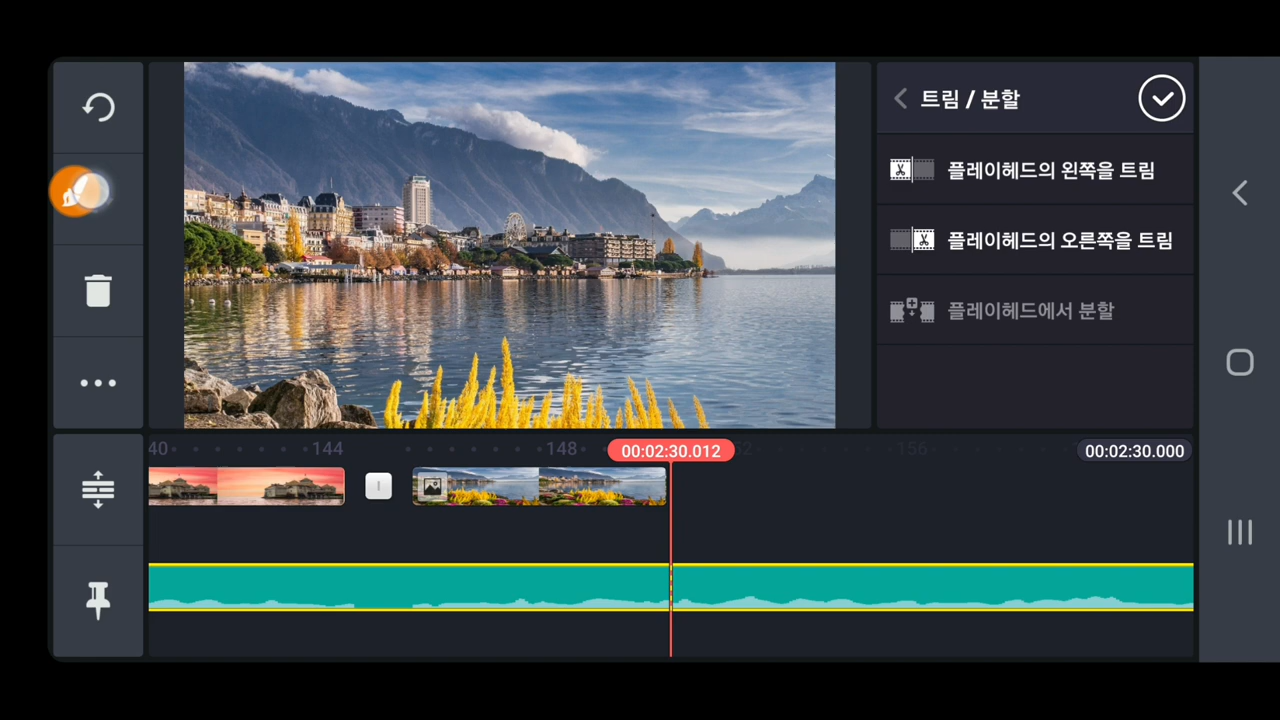 트림 / 분할
플레이헤드의 왼쪽을 트림
플레이헤드의 오른쪽을 트림
플레이헤드에서 분할
40 144 148 00:02:30.012 52 156 00:02:30.000